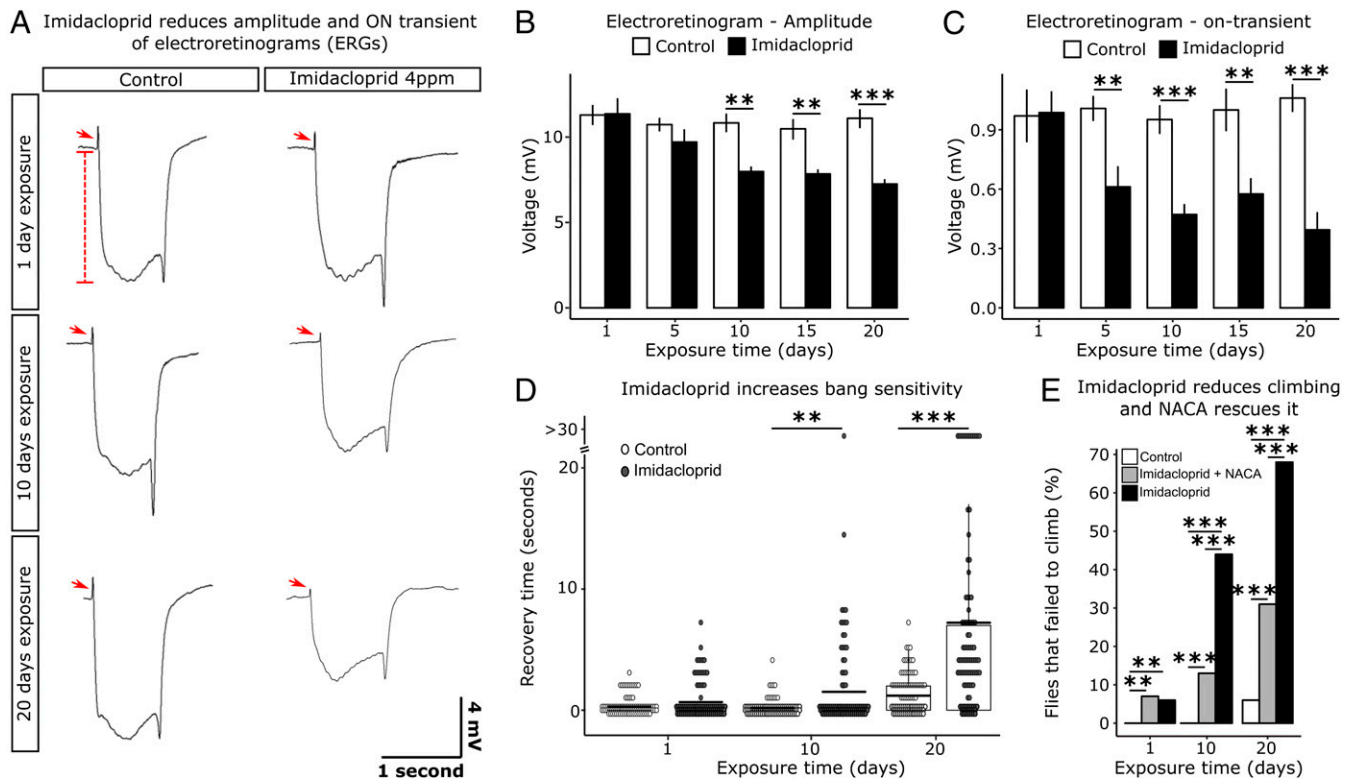 A
Imidacloprid reduces amplitude and ON transient
of electroretinograms (ERGs)
Control
Imidacloprid 4ppm
1 day exposure
10 days exposure
20 days exposure
4 mV
1 second
B
Electroretinogram - Amplitude
Control
Imidacloprid
Voltage (mV)
10
5
0
**
**
***
1
5
10
15
20
Exposure time (days)
C
Electroretinogram - on-transient
Control
Imidacloprid
Voltage (mV)
0.9
0.6
0.3
0.0
**
***
**
***
1
5
10
15
20
Exposure time (days)
D
Imidacloprid increases bang sensitivity
Control
Imidacloprid
Recovery time (seconds)
>30
20
10
0
**
***
1
10
20
Exposure time (days)
E
Imidacloprid reduces climbing
and NACA rescues it
Control
Imidacloprid + NACA
Imidacloprid
Flies that failed to climb (%)
70
60
50
40
30
20
10
0
**
**
***
***
***
***
***
***
1
10
20
Exposure time (days)